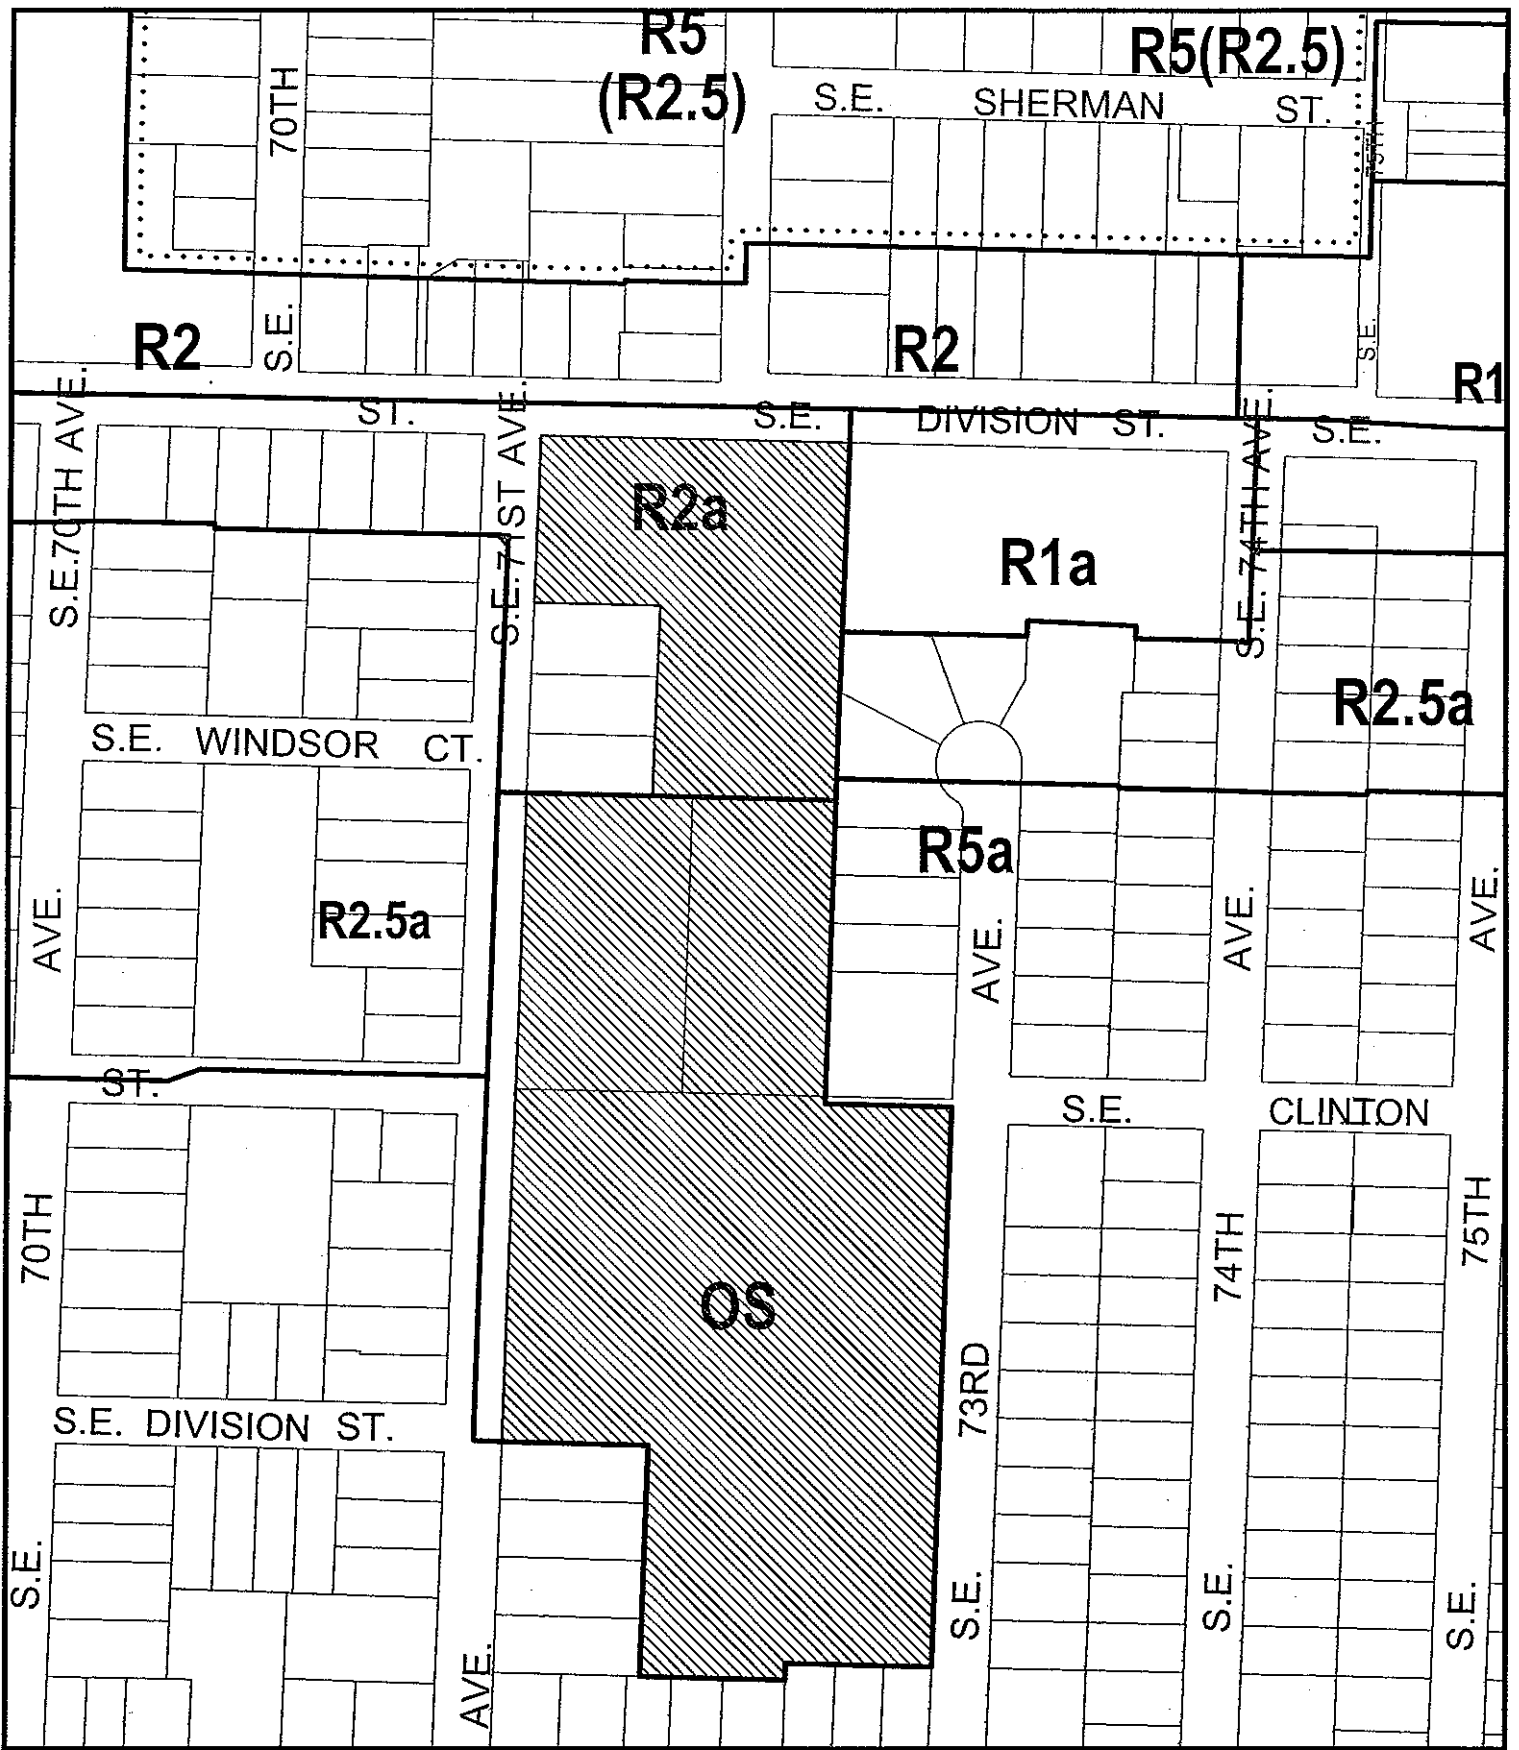 R5
(R2.5)
R5(R2.5)
70TH
S.E. SHERMAN ST.
75TH
S.E.
R2
S.E.
R2
R1
S.E. 70TH AVE.
ST.
S.E. 71ST AVE.
S.E. DIVISION ST.
S.E. 74TH AVE.
S.E.
R2a
R1a
R2.5a
S.E. WINDSOR CT.
R5a
R2.5a
AVE.
AVE.
AVE.
AVE.
ST.
S.E. CLINTON
70TH
74TH
75TH
OS
73RD
S.E. DIVISION ST.
S.E.
S.E.
S.E.
S.E.
AVE.